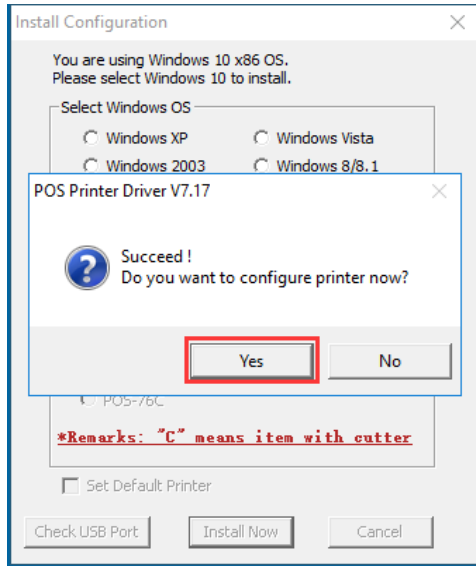 Install Configuration
You are using Windows 10 x86 OS.
Please select Windows 10 to install.
Select Windows OS
Windows XP
Windows Vista
Windows 2003
Windows 8/8.1
POS Printer Driver V7.17
Succeed !
Do you want to configure printer now?
Yes
No
POS-76C
*Remarks: "C" means item with cutter
Set Default Printer
Check USB Port
Install Now
Cancel